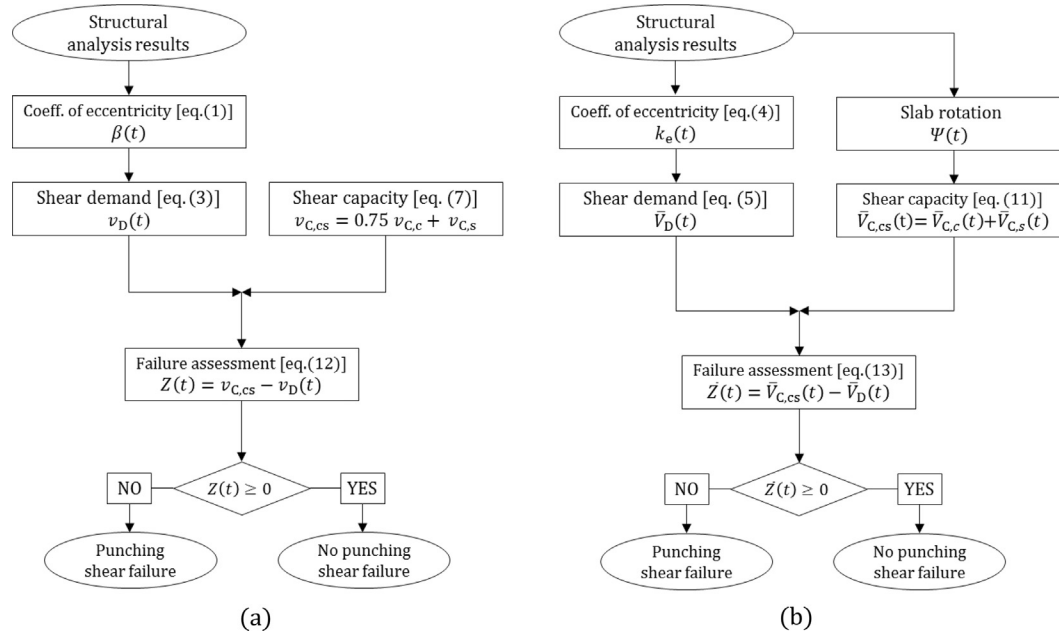 Structural
analysis results
Coeff. of eccentricity [eq.(1)]
β(t)
Shear demand [eq.(3)]
v_D(t)
Shear capacity [eq. (7)]
v_C,cs = 0.75 v_C,c + v_C,s
Failure assessment [eq.(12)]
Z(t) = v_C,cs − v_D(t)
NO
Z(t) ≥ 0
YES
Punching
shear failure
No punching
shear failure
(a)
Structural
analysis results
Coeff. of eccentricity [eq.(4)]
k_e(t)
Slab rotation
Ψ(t)
Shear demand [eq. (5)]
V̄_D(t)
Shear capacity [eq. (11)]
V̄_C,cs(t)=V̄_C,c(t)+V̄_C,s(t)
Failure assessment [eq.(13)]
Ż(t) = V̄_C,cs(t) − V̄_D(t)
NO
Ż(t) ≥ 0
YES
Punching
shear failure
No punching
shear failure
(b)